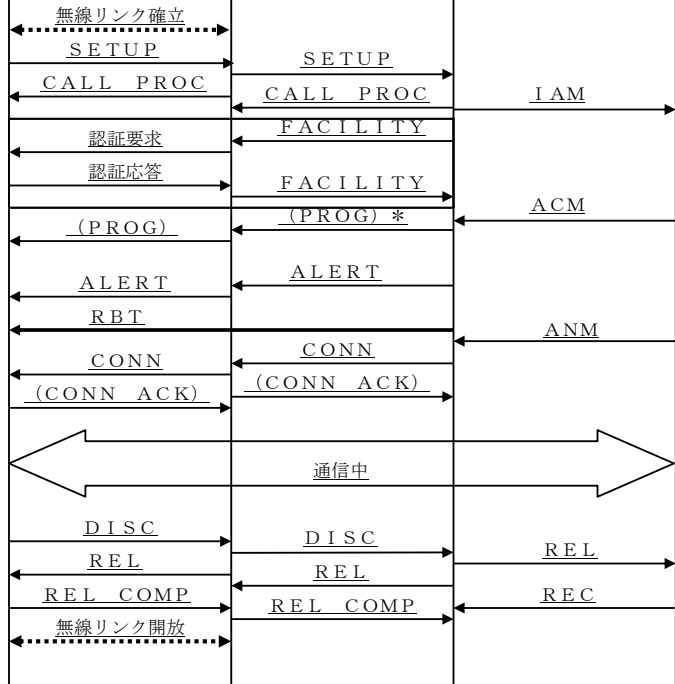 無線リンク確立
ＳＥＴＵＰ
ＳＥＴＵＰ
ＣＡＬＬ　ＰＲＯＣ
ＣＡＬＬ　ＰＲＯＣ
ＩＡＭ
ＦＡＣＩＬＩＴＹ
認証要求
認証応答
ＦＡＣＩＬＩＴＹ
ＡＣＭ
（ＰＲＯＧ）＊
（ＰＲＯＧ）
ＡＬＥＲＴ
ＡＬＥＲＴ
ＲＢＴ
ＡＮＭ
ＣＯＮＮ
ＣＯＮＮ
（ＣＯＮＮ　ＡＣＫ）
（ＣＯＮＮ　ＡＣＫ）
通信中
ＤＩＳＣ
ＤＩＳＣ
ＲＥＬ
ＲＥＬ
ＲＥＬ
ＲＥＬ　ＣＯＭＰ
ＲＥＣ
ＲＥＬ　ＣＯＭＰ
無線リンク開放